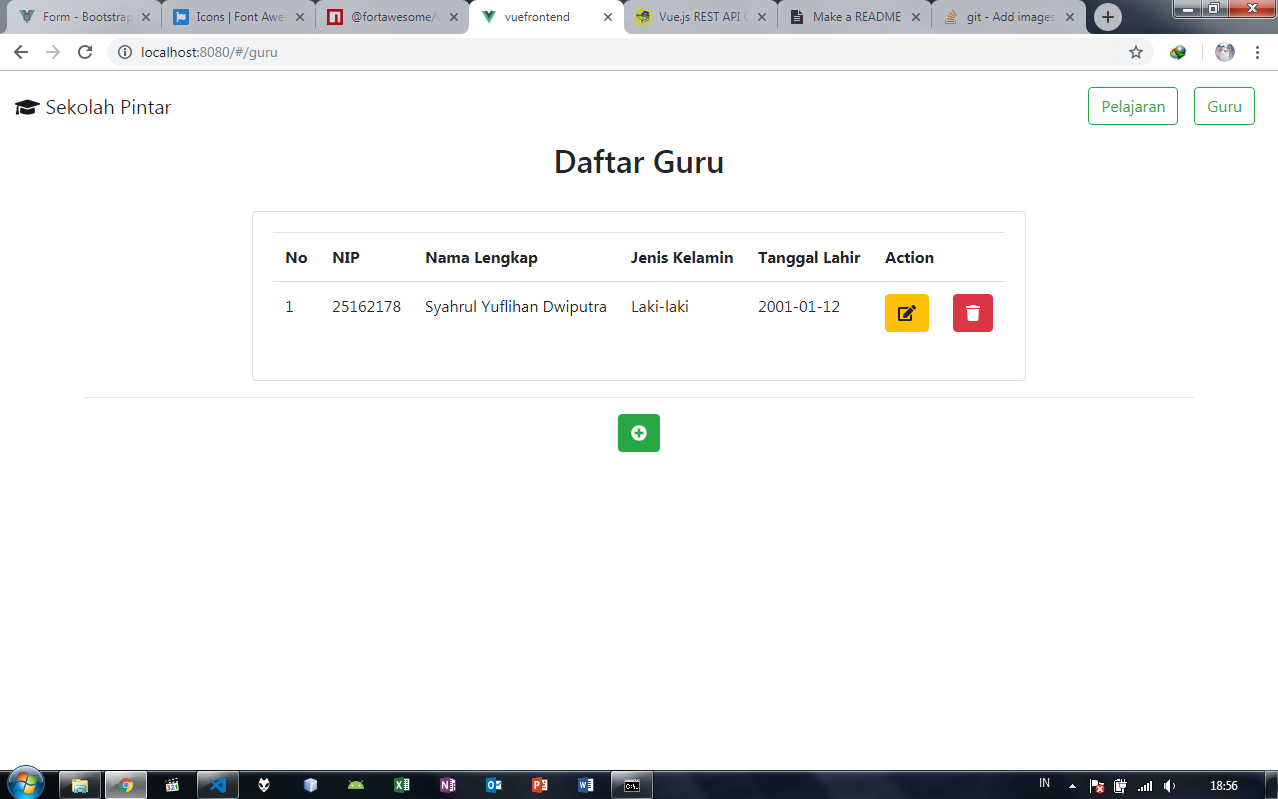 Form - Bootstrap
Icons | Font Awes
@fortawesome/v
vuefrontend
Vue.js REST API C
Make a README
git - Add images
localhost:8080/#/guru
Sekolah Pintar
Pelajaran
Guru
Daftar Guru
No NIP Nama Lengkap Jenis Kelamin Tanggal Lahir Action
1 25162178 Syahrul Yuflihan Dwiputra Laki-laki 2001-01-12
321
C:\.
IN
18:56